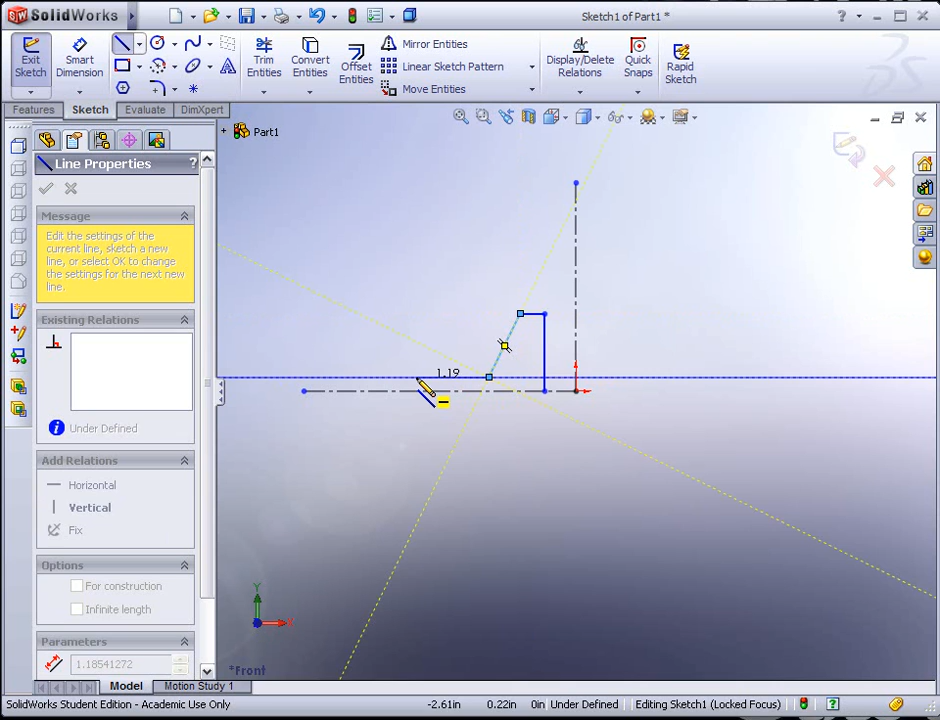 SolidWorks
Sketch1 of Part1 *
?
Exit Sketch
Smart Dimension
Trim Entities
Convert Entities
Offset Entities
Mirror Entities
Linear Sketch Pattern
Move Entities
Display/Delete Relations
Quick Snaps
Rapid Sketch
Features
Sketch
Evaluate
DimXpert
Part1
Line Properties
?
Message
Edit the settings of the
current line, sketch a new
line, or select OK to change
the settings for the next new
line.
Existing Relations
Under Defined
Add Relations
Horizontal
Vertical
Fix
Options
For construction
Infinite length
Parameters
1.18541272
1.19
Y
X
*Front
Model
Motion Study 1
SolidWorks Student Edition - Academic Use Only
-2.61in
0.22in
0in
Under Defined
Editing Sketch1 (Locked Focus)
?